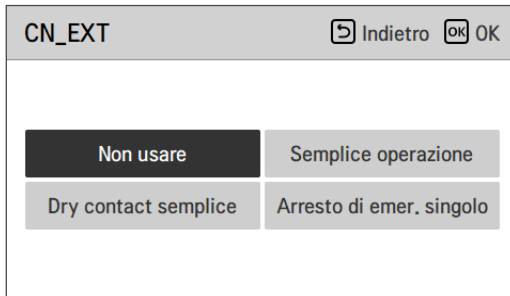 CN_EXT Indietro OK OK
Non usare Semplice operazione
Dry contact semplice Arresto di emer. singolo